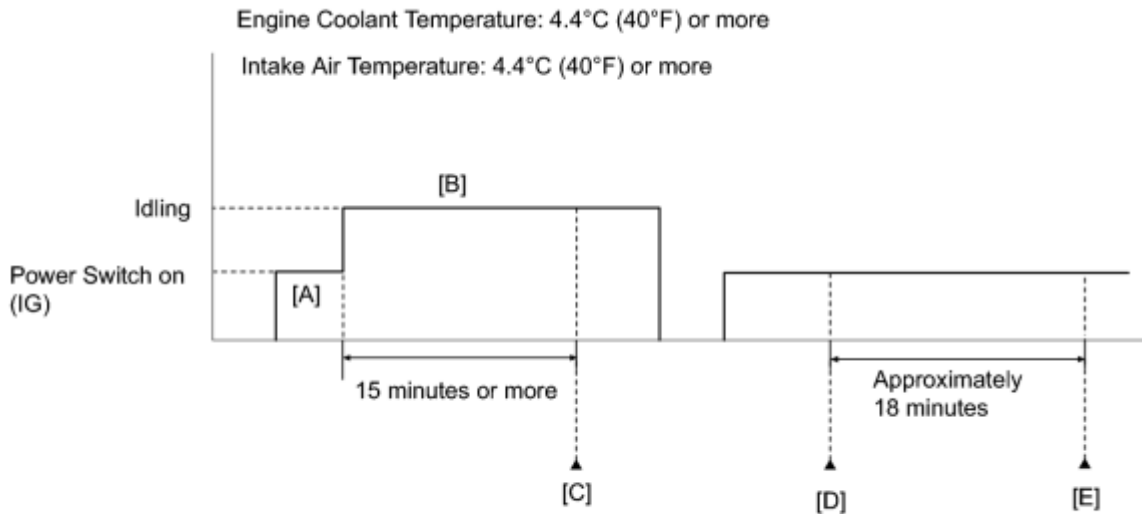 Engine Coolant Temperature: 4.4°C (40°F) or more
Intake Air Temperature: 4.4°C (40°F) or more
[B]
Idling
Power Switch on
(IG)
[A]
15 minutes or more
Approximately
18 minutes
[C]
[D]
[E]